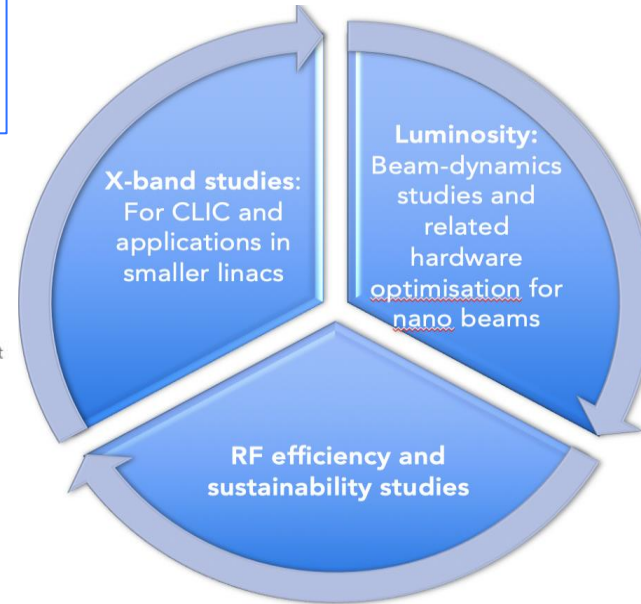 X-band studies:
For CLIC and
applications in
smaller linacs
Luminosity:
Beam-dynamics
studies and
related
hardware
optimisation for
nano beams
t
RF efficiency and
sustainability studies